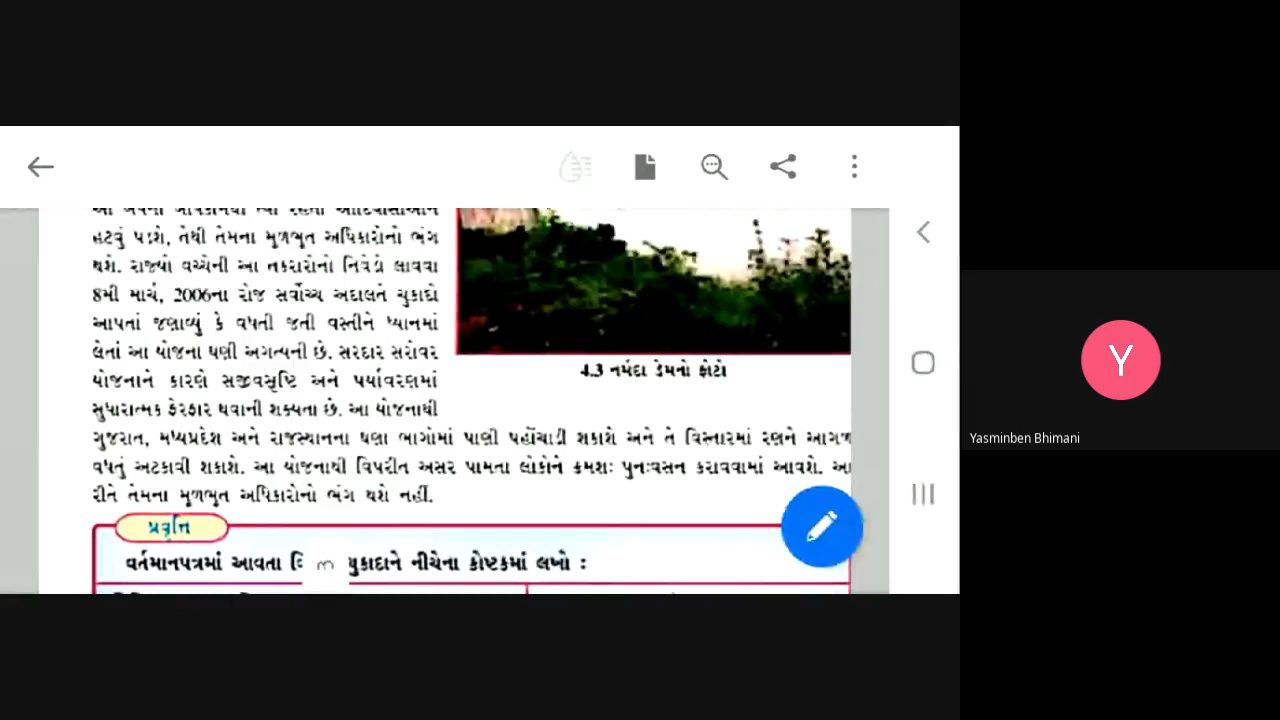 હટવું પડશે, તેથી તેમના મૂળભૂત અધિકારોનો ભંગ
થશે. રાજ્યો વચ્ચેની આ તકરારોનો નિવેડો લાવવા
8મી માર્ચ, 2006ના રોજ સર્વોચ્ચ અદાલતે ચુકાદો
આપતાં જણાવ્યું કે વધતી જતી વસ્તીને ધ્યાનમાં
લેતાં આ યોજના ઘણી અગત્યની છે. સરદાર સરોવર
યોજનાને કારણે સજીવસૃષ્ટિ અને પર્યાવરણમાં
સુધારાત્મક ફેરફાર થવાની શક્યતા છે. આ યોજનાથી
4.3 નર્મદા ડેમનો ફોટો
ગુજરાત, મધ્યપ્રદેશ અને રાજસ્થાનના ઘણા ભાગોમાં પાણી પહોંચાડી શકાશે અને તે વિસ્તારમાં રણને આગળ
વધતું અટકાવી શકાશે. આ યોજનાથી વિપરીત અસર પામતા લોકોને ક્રમશઃ પુનઃવસન કરાવવામાં આવશે. આ
રીતે તેમના મૂળભૂત અધિકારોનો ભંગ થશે નહીં.
પ્રવૃત્તિ
વર્તમાનપત્રમાં આવતા ચુકાદાને નીચેના કોષ્ટકમાં લખો :
Y
Yasminben Bhimani